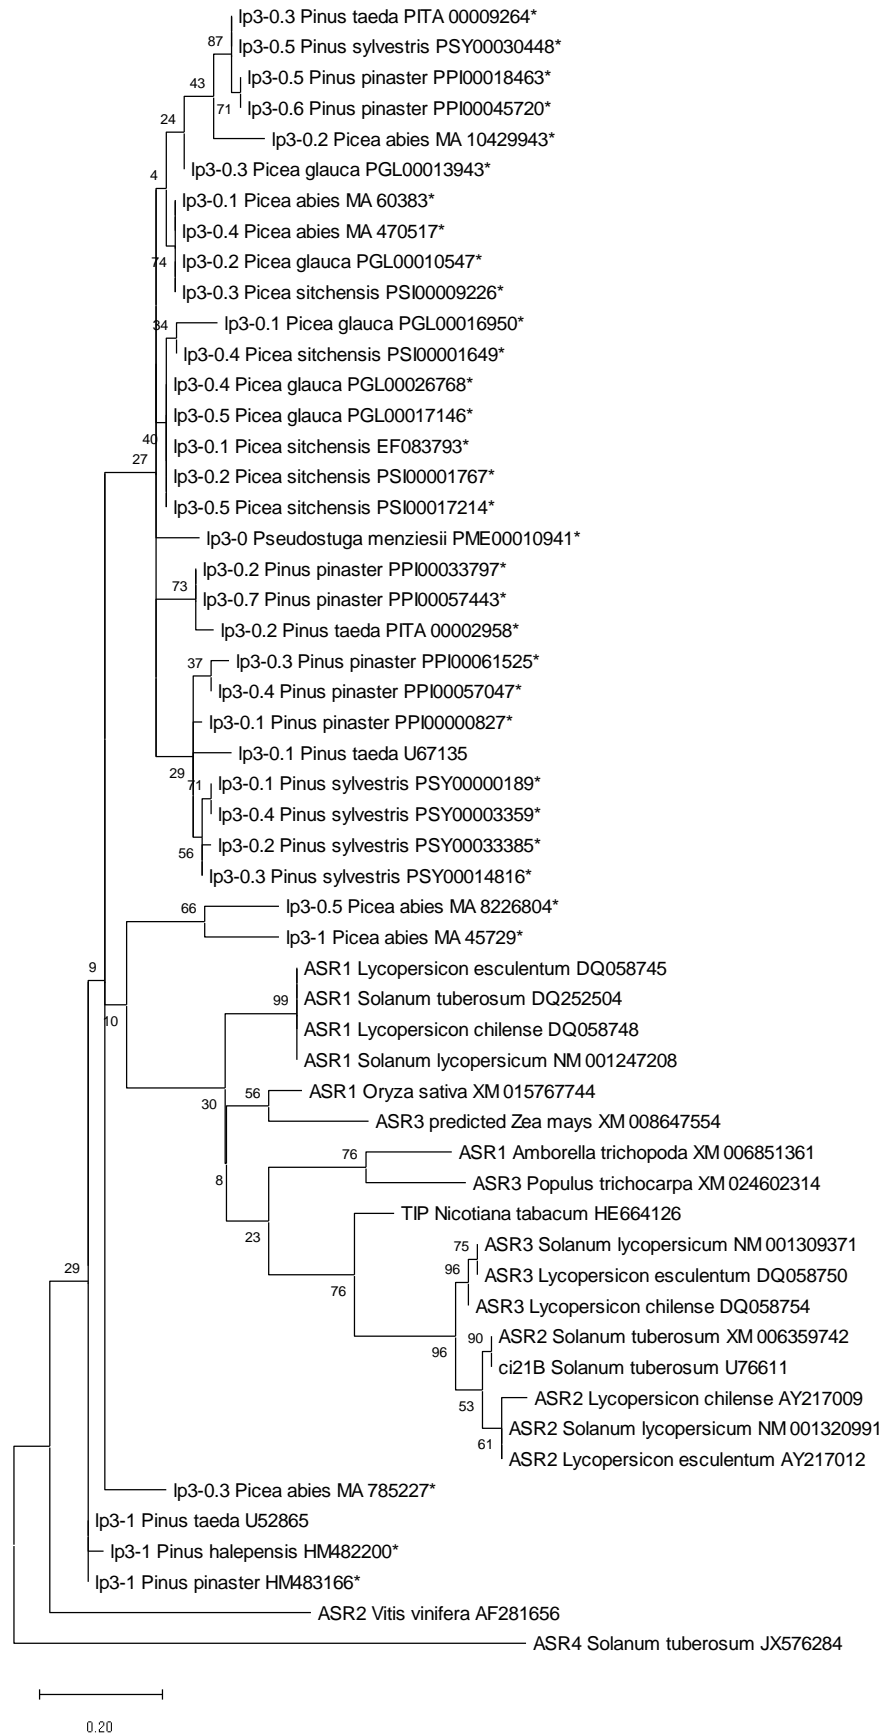 lp3-0.3 Pinus taeda PITA 00009264*
87
lp3-0.5 Pinus sylvestris PSY00030448*
lp3-0.5 Pinus pinaster PPI00018463*
43
71
lp3-0.6 Pinus pinaster PPI00045720*
24
lp3-0.2 Picea abies MA 10429943*
lp3-0.3 Picea glauca PGL00013943*
4
lp3-0.1 Picea abies MA 60383*
lp3-0.4 Picea abies MA 470517*
74
lp3-0.2 Picea glauca PGL00010547*
lp3-0.3 Picea sitchensis PSI00009226*
34
lp3-0.1 Picea glauca PGL00016950*
lp3-0.4 Picea sitchensis PSI00001649*
lp3-0.4 Picea glauca PGL00026768*
lp3-0.5 Picea glauca PGL00017146*
40
lp3-0.1 Picea sitchensis EF083793*
27
lp3-0.2 Picea sitchensis PSI00001767*
lp3-0.5 Picea sitchensis PSI00017214*
lp3-0 Pseudostuga menziesii PME00010941*
lp3-0.2 Pinus pinaster PPI00033797*
73
lp3-0.7 Pinus pinaster PPI00057443*
lp3-0.2 Pinus taeda PITA 00002958*
37
lp3-0.3 Pinus pinaster PPI00061525*
lp3-0.4 Pinus pinaster PPI00057047*
lp3-0.1 Pinus pinaster PPI00000827*
lp3-0.1 Pinus taeda U67135
29
71
lp3-0.1 Pinus sylvestris PSY00000189*
lp3-0.4 Pinus sylvestris PSY00003359*
56
lp3-0.2 Pinus sylvestris PSY00033385*
lp3-0.3 Pinus sylvestris PSY00014816*
66
lp3-0.5 Picea abies MA 8226804*
lp3-1 Picea abies MA 45729*
9
ASR1 Lycopersicon esculentum DQ058745
99
ASR1 Solanum tuberosum DQ252504
10
ASR1 Lycopersicon chilense DQ058748
ASR1 Solanum lycopersicum NM 001247208
30
56
ASR1 Oryza sativa XM 015767744
ASR3 predicted Zea mays XM 008647554
76
ASR1 Amborella trichopoda XM 006851361
8
ASR3 Populus trichocarpa XM 024602314
TIP Nicotiana tabacum HE664126
23
75
ASR3 Solanum lycopersicum NM 001309371
29
96
ASR3 Lycopersicon esculentum DQ058750
76
ASR3 Lycopersicon chilense DQ058754
90
ASR2 Solanum tuberosum XM 006359742
96
ci21B Solanum tuberosum U76611
ASR2 Lycopersicon chilense AY217009
53
ASR2 Solanum lycopersicum NM 001320991
61
ASR2 Lycopersicon esculentum AY217012
lp3-0.3 Picea abies MA 785227*
lp3-1 Pinus taeda U52865
lp3-1 Pinus halepensis HM482200*
lp3-1 Pinus pinaster HM483166*
ASR2 Vitis vinifera AF281656
ASR4 Solanum tuberosum JX576284
0.20